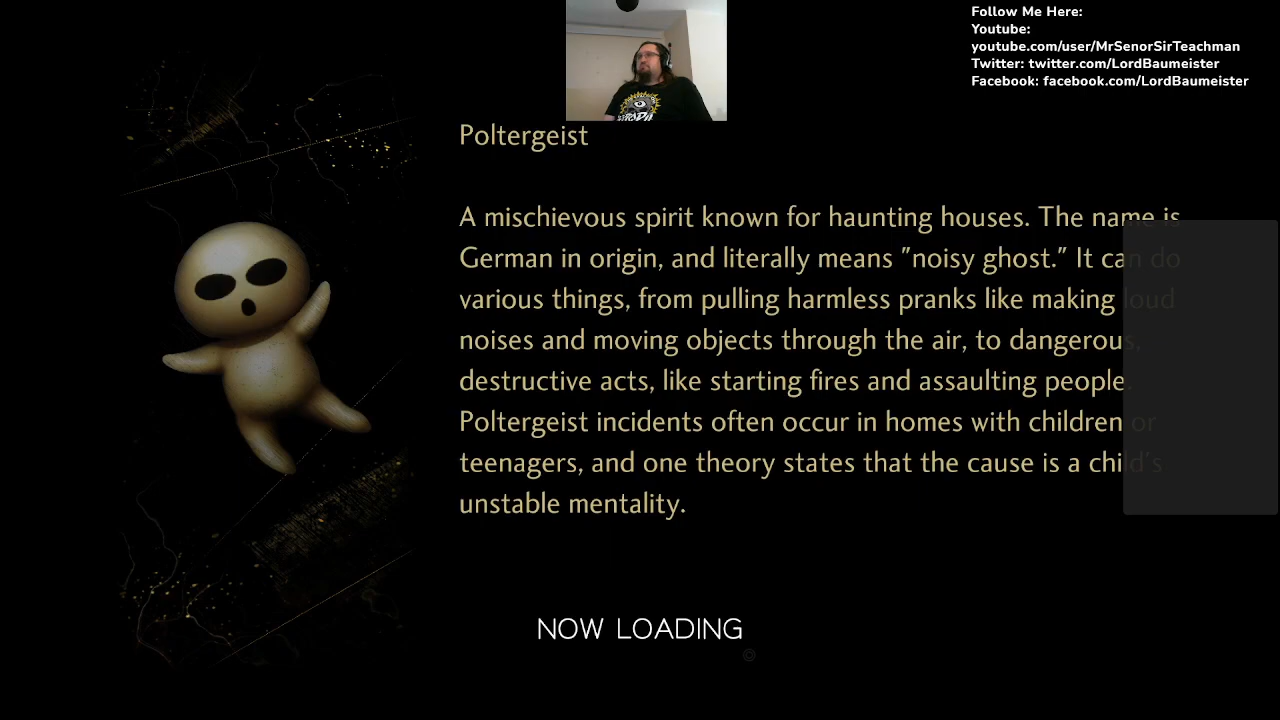 Follow Me Here:
Youtube:
youtube.com/user/MrSenorSirTeachman
Twitter: twitter.com/LordBaumeister
Facebook: facebook.com/LordBaumeister
Poltergeist
A mischievous spirit known for haunting houses. The name is
German in origin, and literally means "noisy ghost." It can do
various things, from pulling harmless pranks like making loud
noises and moving objects through the air, to dangerous,
destructive acts, like starting fires and assaulting people.
Poltergeist incidents often occur in homes with children or
teenagers, and one theory states that the cause is a child's
unstable mentality.
NOW LOADING